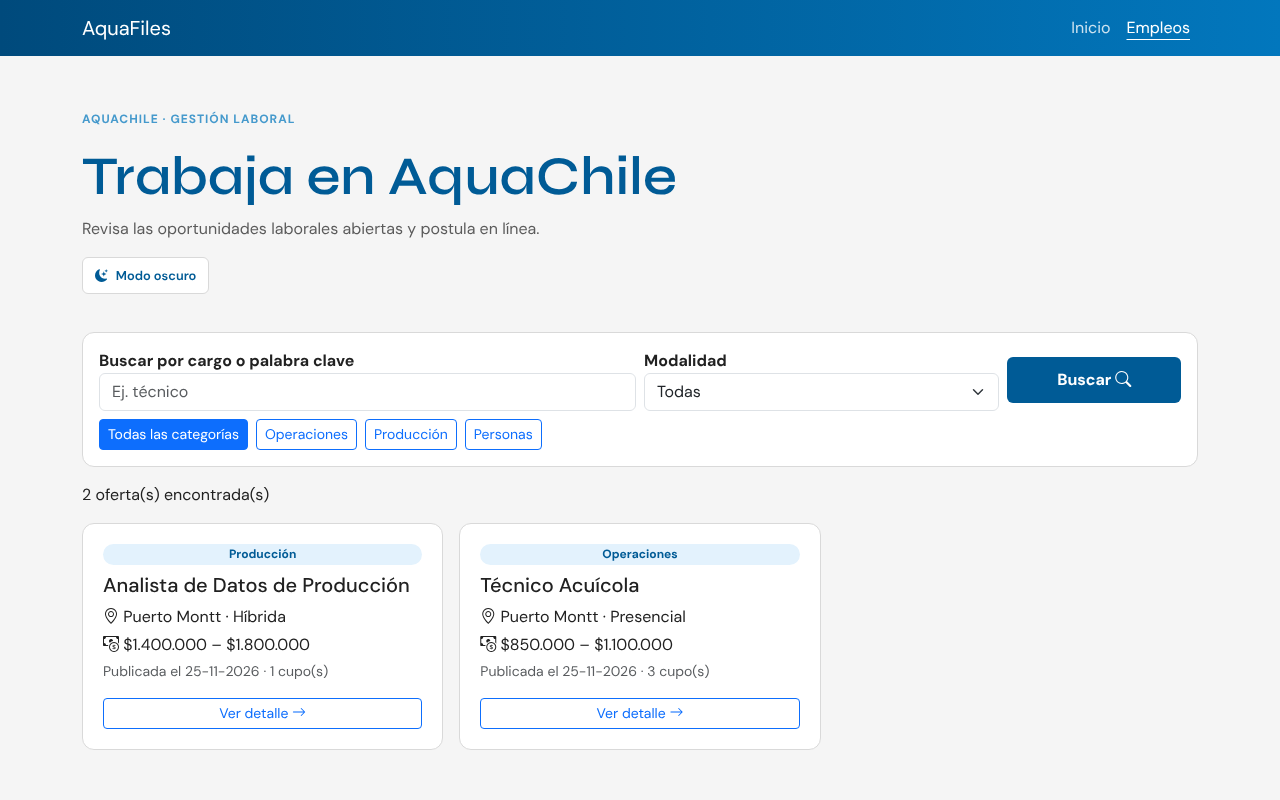 AquaFiles
Inicio
Empleos
AQUACHILE · GESTIÓN LABORAL
Trabaja en AquaChile
Revisa las oportunidades laborales abiertas y postula en línea.
Modo oscuro
Buscar por cargo o palabra clave
Modalidad
Ej. técnico
Todas
Buscar
Todas las categorías
Operaciones
Producción
Personas
2 oferta(s) encontrada(s)
Producción
Analista de Datos de Producción
Puerto Montt · Híbrida
$1.400.000 – $1.800.000
Publicada el 25-11-2026 · 1 cupo(s)
Ver detalle →
Operaciones
Técnico Acuícola
Puerto Montt · Presencial
$850.000 – $1.100.000
Publicada el 25-11-2026 · 3 cupo(s)
Ver detalle →